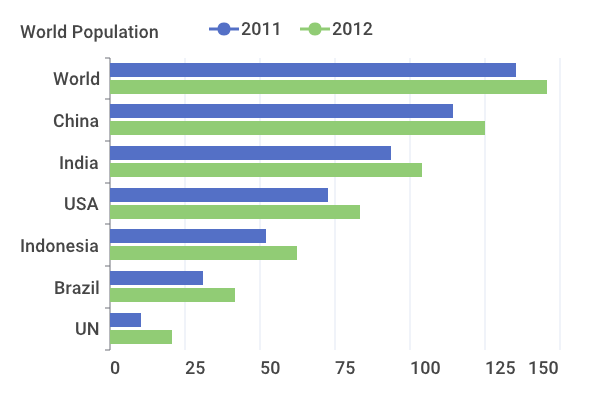 World Population
2011 2012
World
China
India
USA
Indonesia
Brazil
UN
0 25 50 75 100 125 150